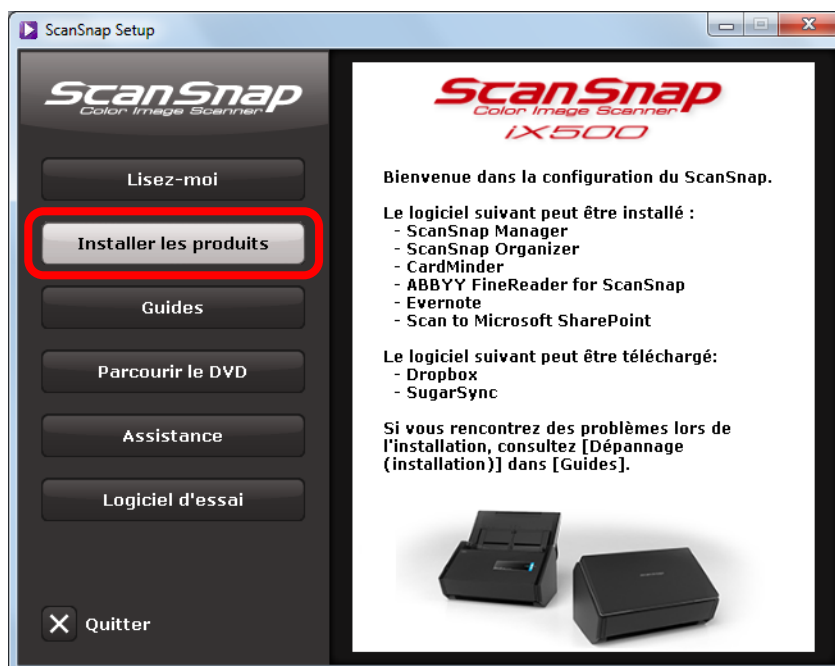 ScanSnap Setup
ScanSnap
Color Image Scanner
Lisez-moi
Installer les produits
Guides
Parcourir le DVD
Assistance
Logiciel d'essai
Quitter
ScanSnap
Color Image Scanner
iX500
Bienvenue dans la configuration du ScanSnap.
Le logiciel suivant peut être installé :
- ScanSnap Manager
- ScanSnap Organizer
- CardMinder
- ABBYY FineReader for ScanSnap
- Evernote
- Scan to Microsoft SharePoint
Le logiciel suivant peut être téléchargé:
- Dropbox
- SugarSync
Si vous rencontrez des problèmes lors de
l'installation, consultez [Dépannage
(installation)] dans [Guides].